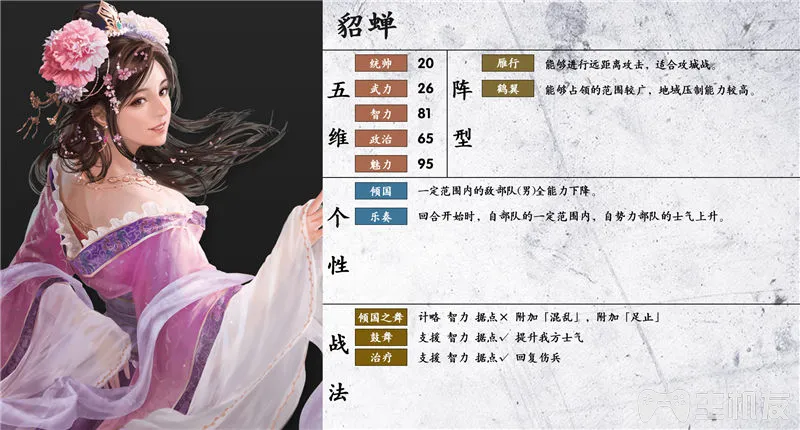 貂蝉
五维
统帅 20
武力 26
智力 81
政治 65
魅力 95
阵型
雁行 能够进行远距离攻击，适合攻城战。
鹤翼 能够占领的范围较广，地域压制能力较高。
个性
倾国 一定范围内的敌部队(男)全能力下降。
乐奏 回合开始时，自部队的一定范围内，自势力部队的士气上升。
战法
倾国之舞 计略 智力 据点× 附加「混乱」，附加「足止」
鼓舞 支援 智力 据点√ 提升我方士气
治疗 支援 智力 据点√ 回复伤兵